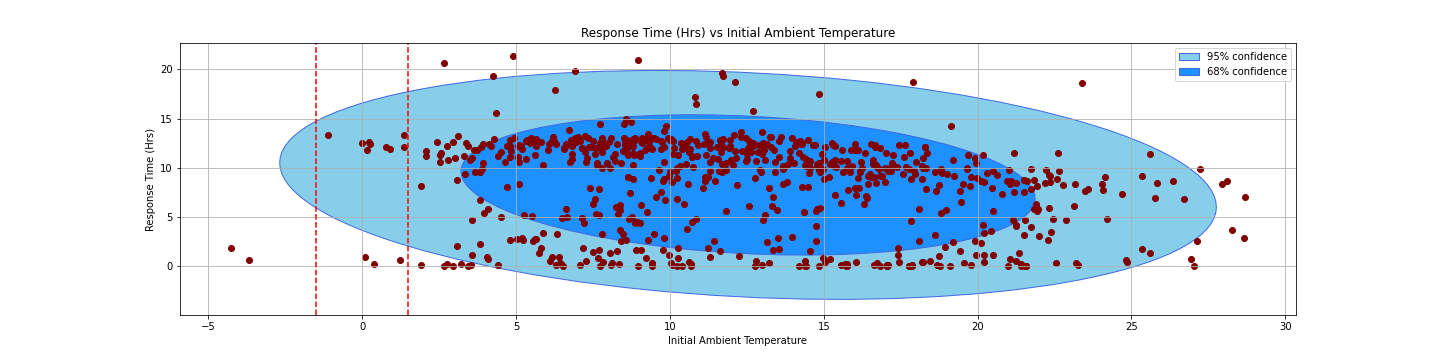 Response Time (Hrs) vs Initial Ambient Temperature
95% confidence
68% confidence
Response Time (Hrs)
20
15
10
5
0
−5
0
5
10
15
20
25
30
Initial Ambient Temperature